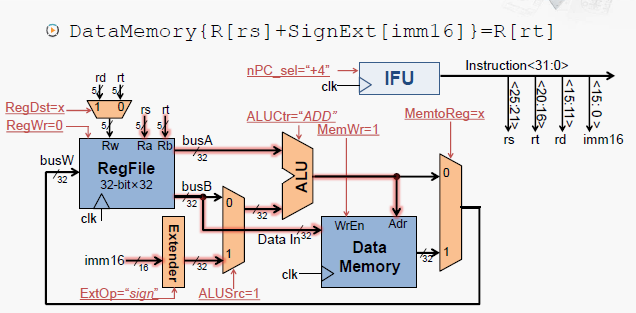 DataMemory{R[rs]+SignExt[imm16]}=R[rt]
nPC_sel="+4"
clk
IFU
Instruction<31:0>
<25:21>
<20:16>
<15:11>
<15:0>
rs rt rd imm16
rd rt
5 5
RegDst=x
1 0
rs rt
RegWr=0
5 5 5
Rw Ra Rb
busA
32
RegFile
32-bit×32
busW
32
busB
32
clk
ALUCtr="ADD"
ALU
MemWr=1
MemtoReg=x
0
1
0
1
32
Data In
32
WrEn Adr
Data
Memory
32
clk
imm16
16
Extender
32
ExtOp="sign"
ALUSrc=1